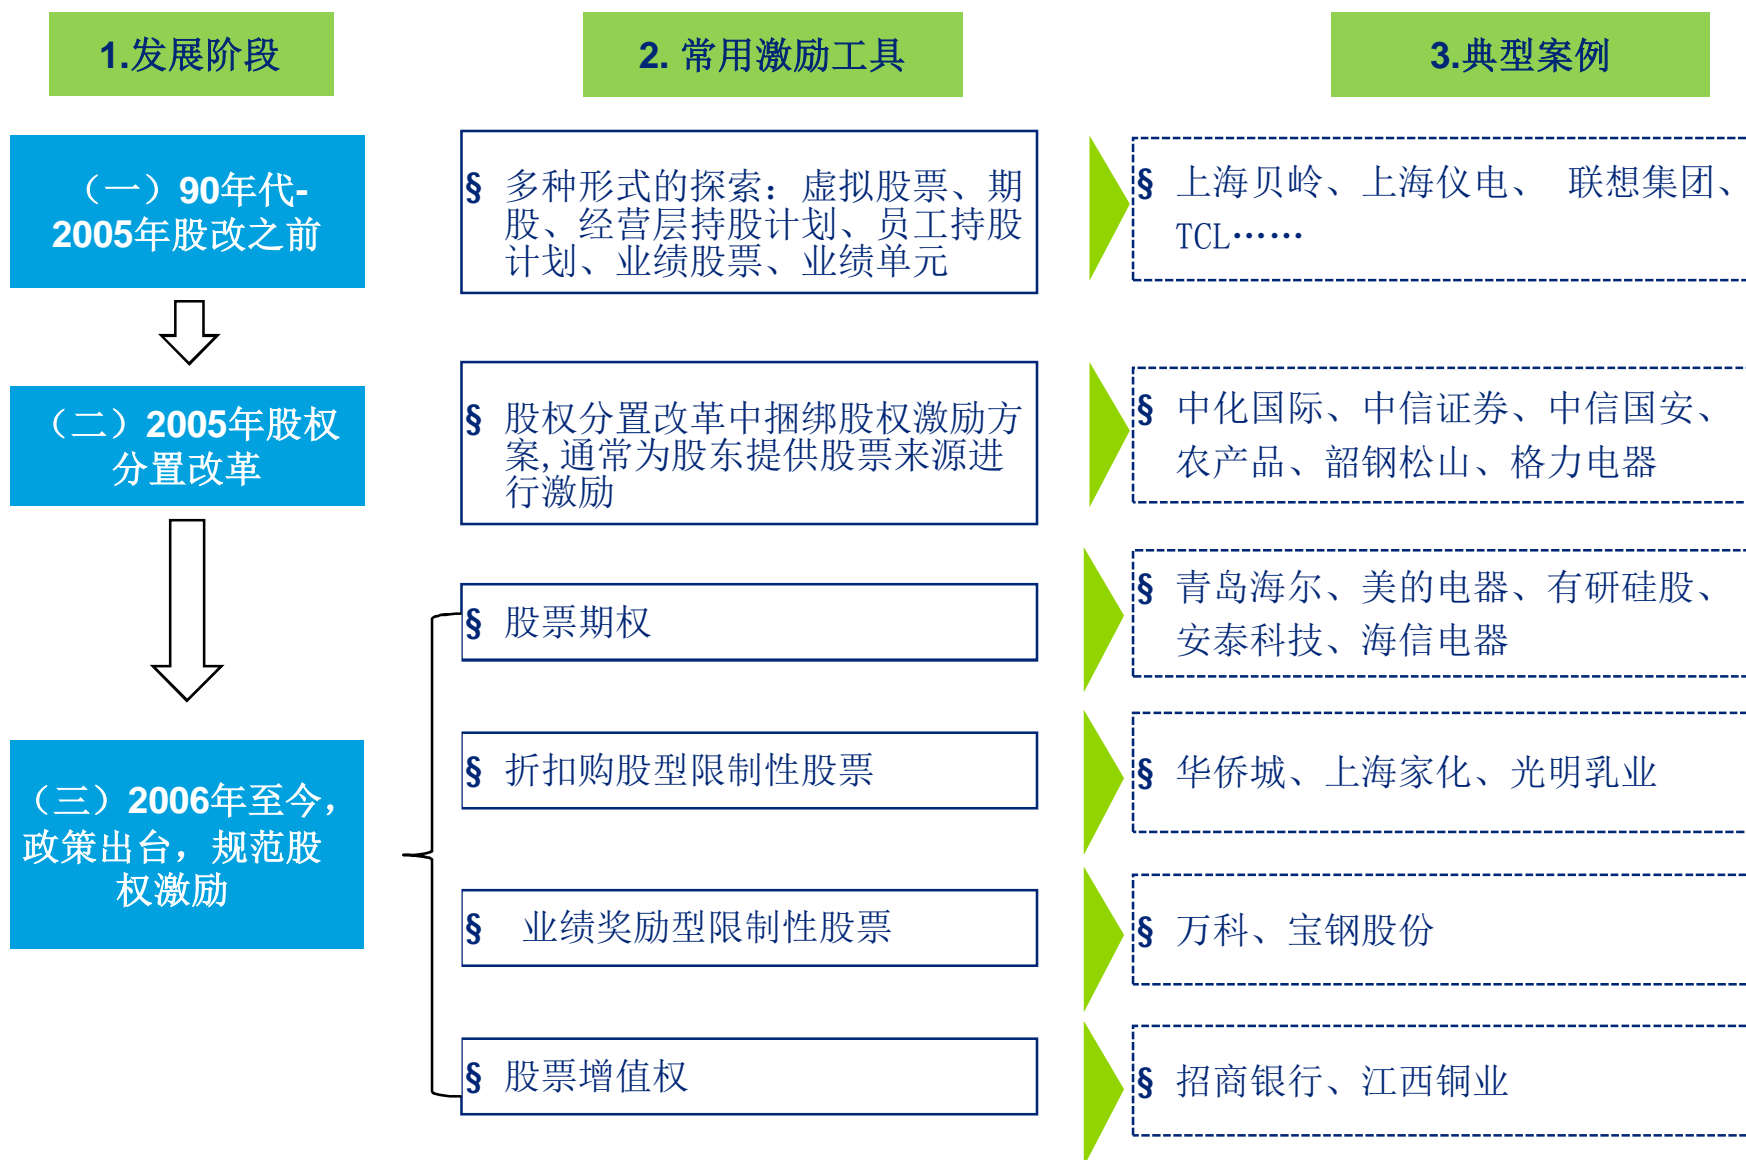 1.发展阶段
2. 常用激励工具
3.典型案例
（一）90年代-
2005年股改之前
§ 多种形式的探索：虚拟股票、期
股、经营层持股计划、员工持股
计划、业绩股票、业绩单元
§ 上海贝岭、上海仪电、 联想集团、
TCL……
（二）2005年股权
分置改革
§ 股权分置改革中捆绑股权激励方
案,通常为股东提供股票来源进
行激励
§ 中化国际、中信证券、中信国安、
农产品、韶钢松山、格力电器
（三）2006年至今，
政策出台，规范股
权激励
§ 股票期权
§ 青岛海尔、美的电器、有研硅股、
安泰科技、海信电器
§ 折扣购股型限制性股票
§ 华侨城、上海家化、光明乳业
§ 业绩奖励型限制性股票
§ 万科、宝钢股份
§ 股票增值权
§ 招商银行、江西铜业